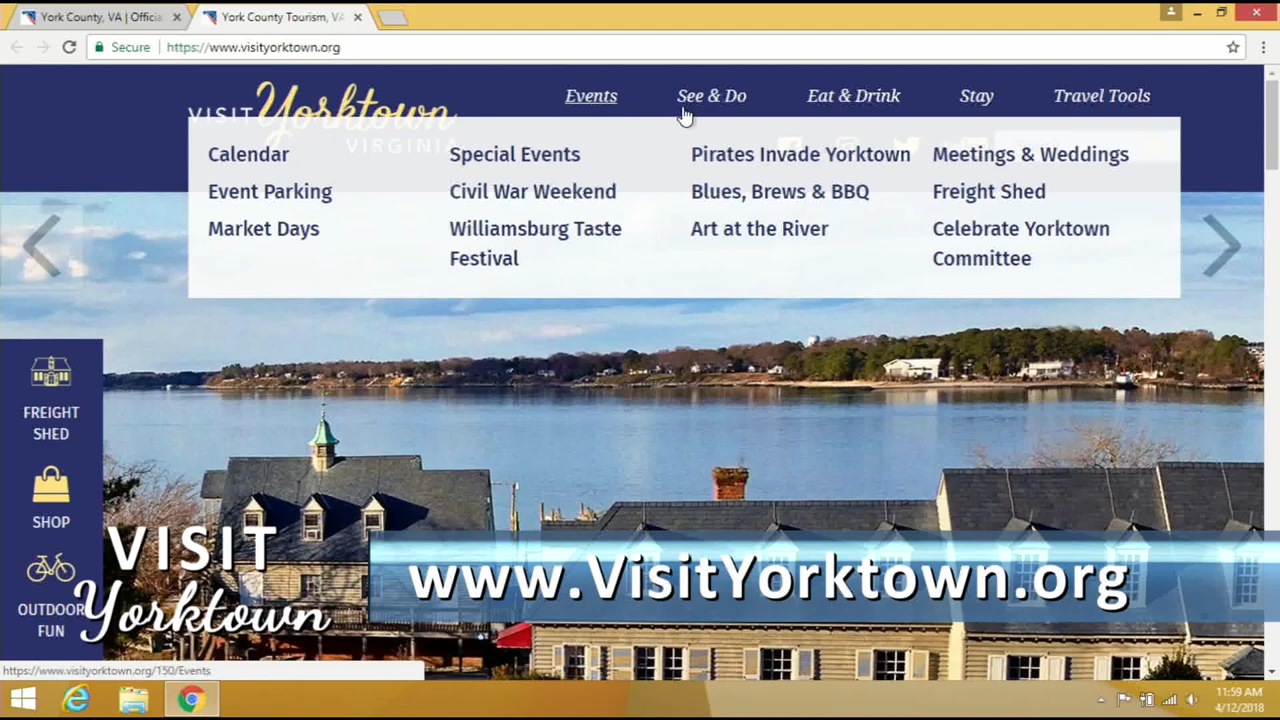 York County, VA | Officia
York County Tourism, VA
Secure
https://www.visityorktown.org
VISIT Yorktown
VIRGINIA
Events
See & Do
Eat & Drink
Stay
Travel Tools
Calendar
Special Events
Pirates Invade Yorktown
Meetings & Weddings
Event Parking
Civil War Weekend
Blues, Brews & BBQ
Freight Shed
Market Days
Williamsburg Taste
Festival
Art at the River
Celebrate Yorktown
Committee
FREIGHT
SHED
SHOP
OUTDOOR
FUN
VISIT
Yorktown
www.VisitYorktown.org
https://www.visityorktown.org/150/Events
11:59 AM
4/12/2018